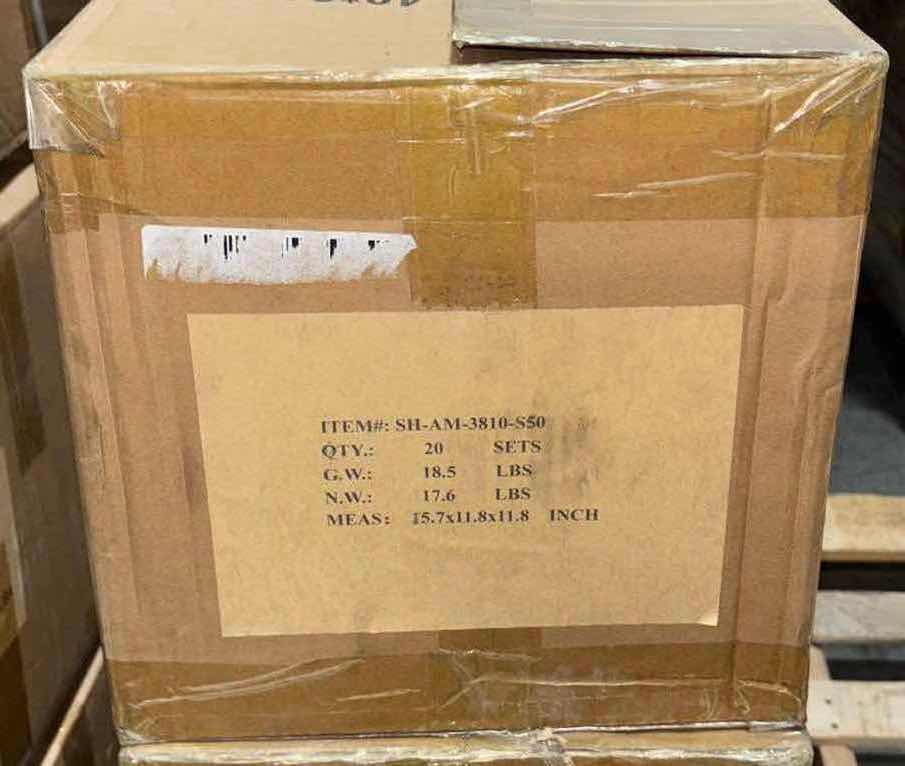 ITEM#: SH-AM-3810-S50
QTY.: 20 SETS
G.W.: 18.5 LBS
N.W.: 17.6 LBS
MEAS: 15.7x11.8x11.8 INCH